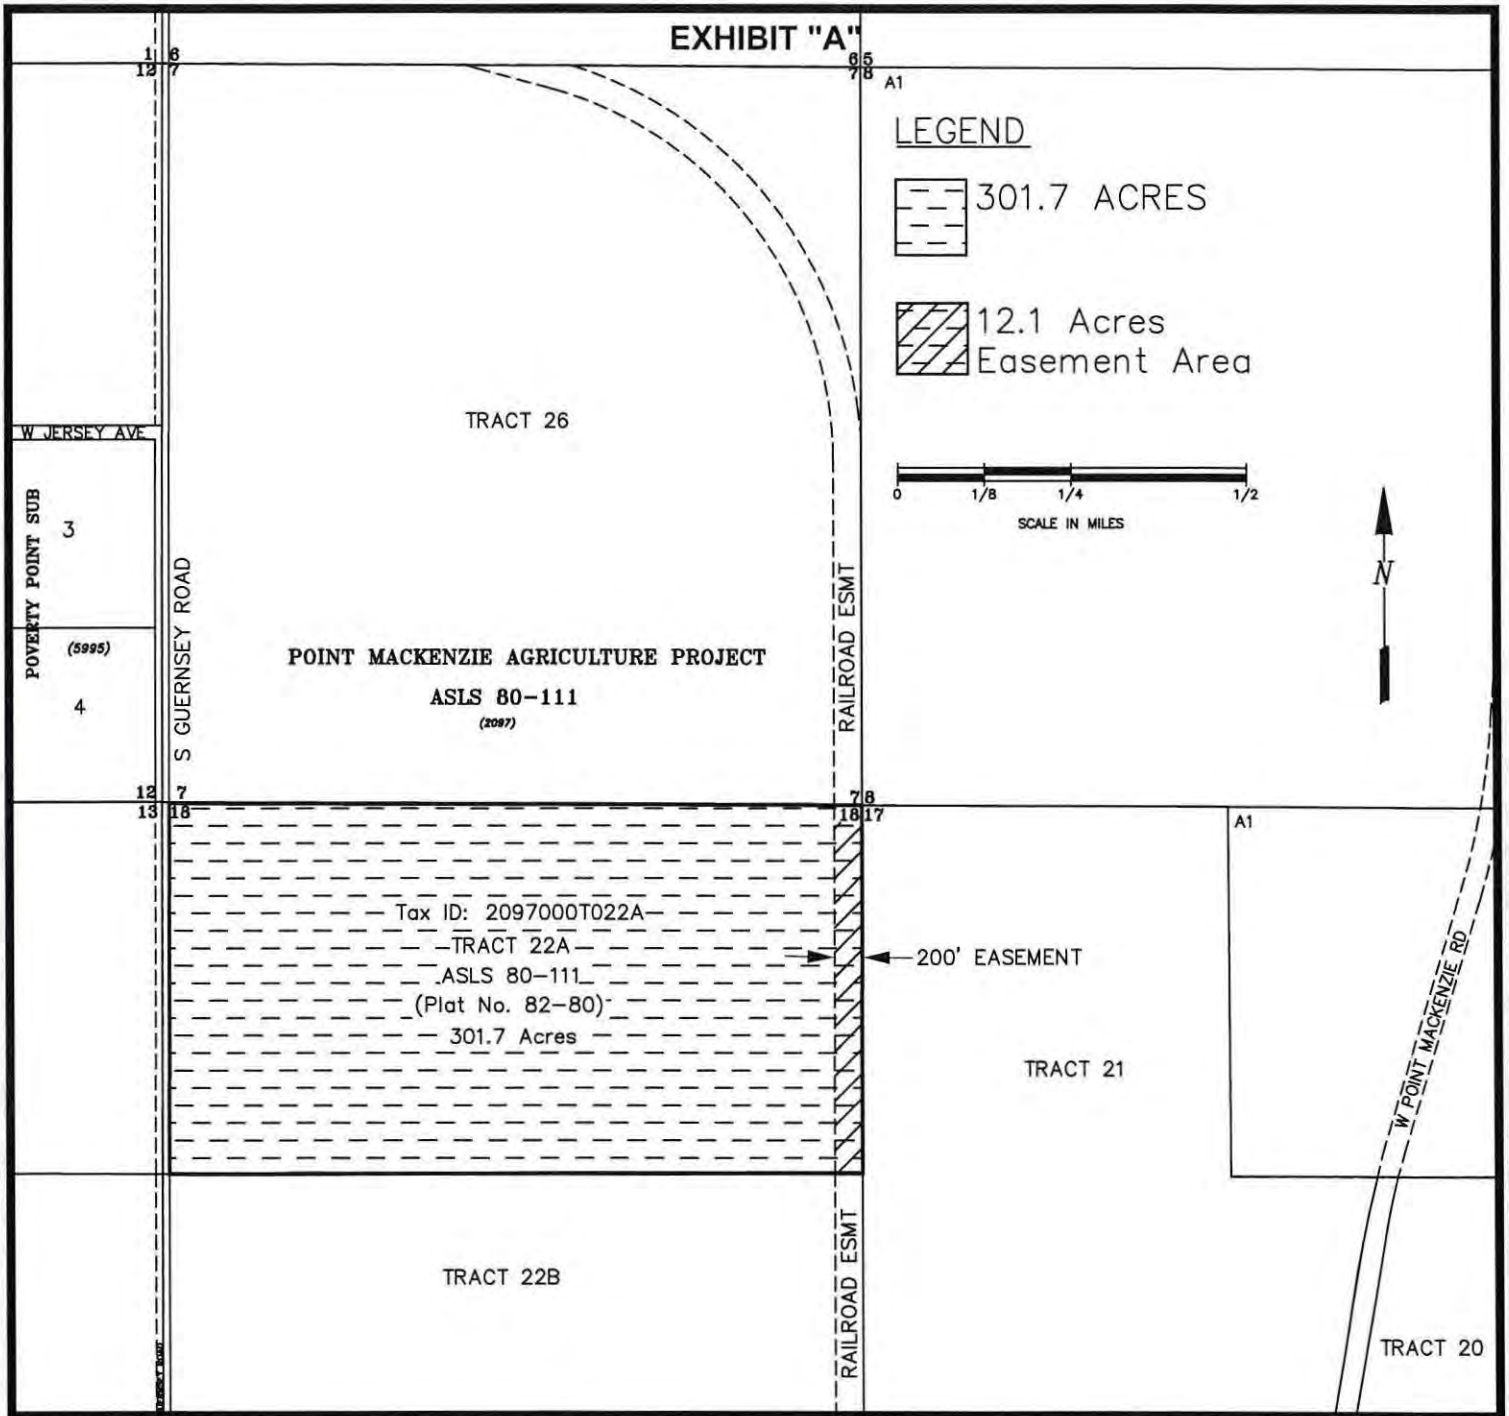 EXHIBIT "A"
1 6
12 7
6 5
7 8
A1
LEGEND
301.7 ACRES
12.1 Acres
Easement Area
TRACT 26
W JERSEY AVE
0 1/8 1/4 1/2
SCALE IN MILES
N
POVERTY POINT SUB
3
(5995)
4
S GUERNSEY ROAD
RAILROAD ESMT
POINT MACKENZIE AGRICULTURE PROJECT
ASLS 80-111
(2097)
12 7
13 18
7 8
18 17
A1
Tax ID: 2097000T022A
TRACT 22A
ASLS 80-111
(Plat No. 82-80)
301.7 Acres
200' EASEMENT
W POINT MACKENZIE RD
TRACT 21
TRACT 22B
RAILROAD ESMT
TRACT 20